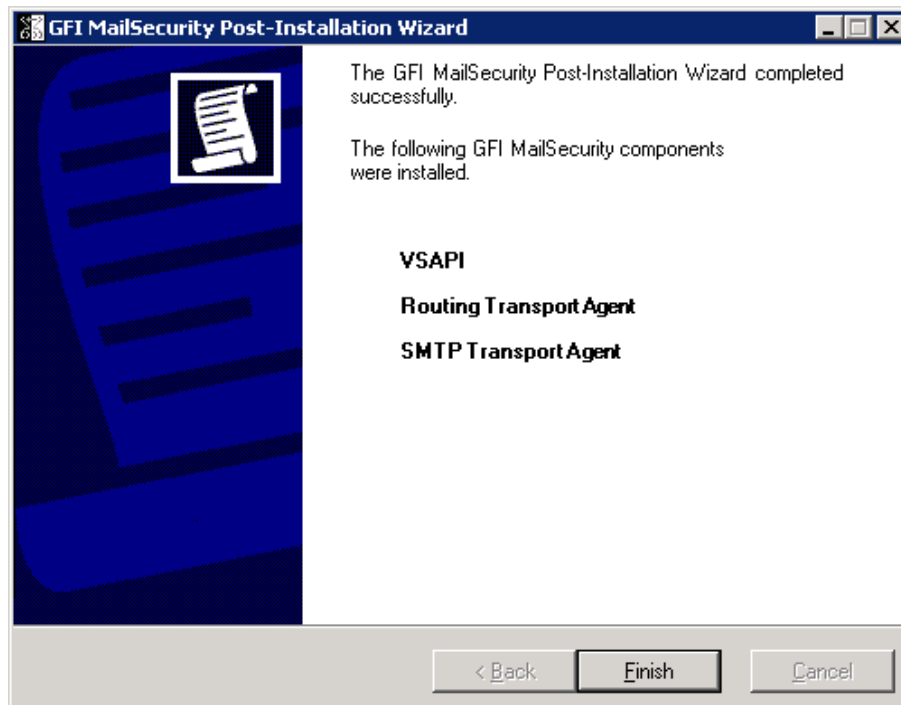 GFI MailSecurity Post-Installation Wizard
The GFI MailSecurity Post-Installation Wizard completed
successfully.
The following GFI MailSecurity components
were installed.
VSAPI
Routing Transport Agent
SMTP Transport Agent
< Back
Finish
Cancel